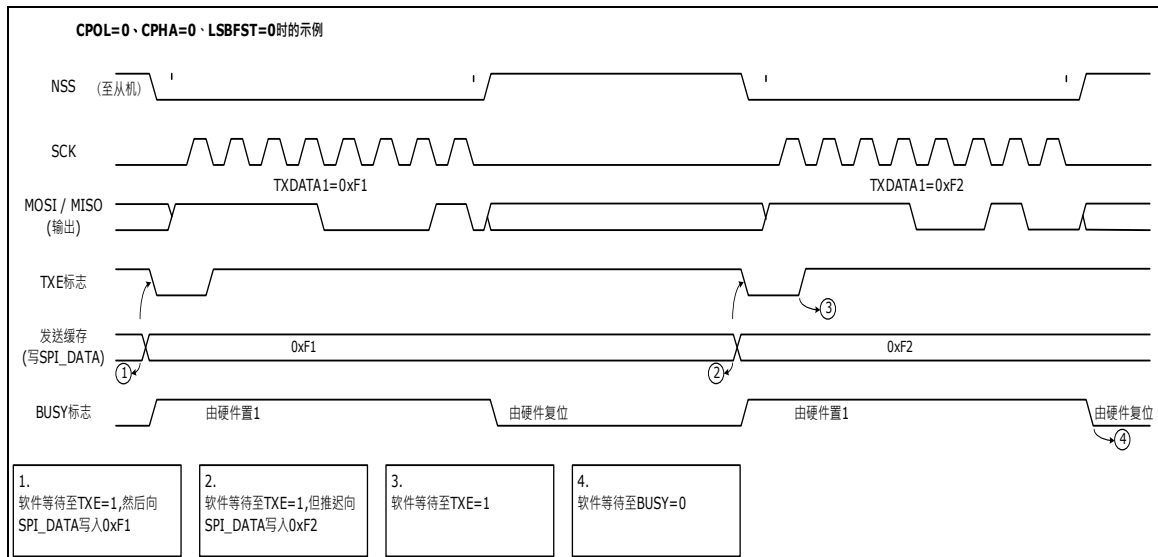 CPOL=0、CPHA=0、LSBFST=0时的示例
NSS (至从机)
SCK
TXDATA1=0xF1
TXDATA1=0xF2
MOSI / MISO
(输出)
TXE标志
3
发送缓存
(写SPI_DATA)
0xF1
0xF2
1
2
BUSY标志
由硬件置1
由硬件复位
由硬件置1
由硬件复位
4
1.
软件等待至TXE=1,然后向
SPI_DATA写入0xF1
2.
软件等待至TXE=1,但推迟向
SPI_DATA写入0xF2
3.
软件等待至TXE=1
4.
软件等待至BUSY=0